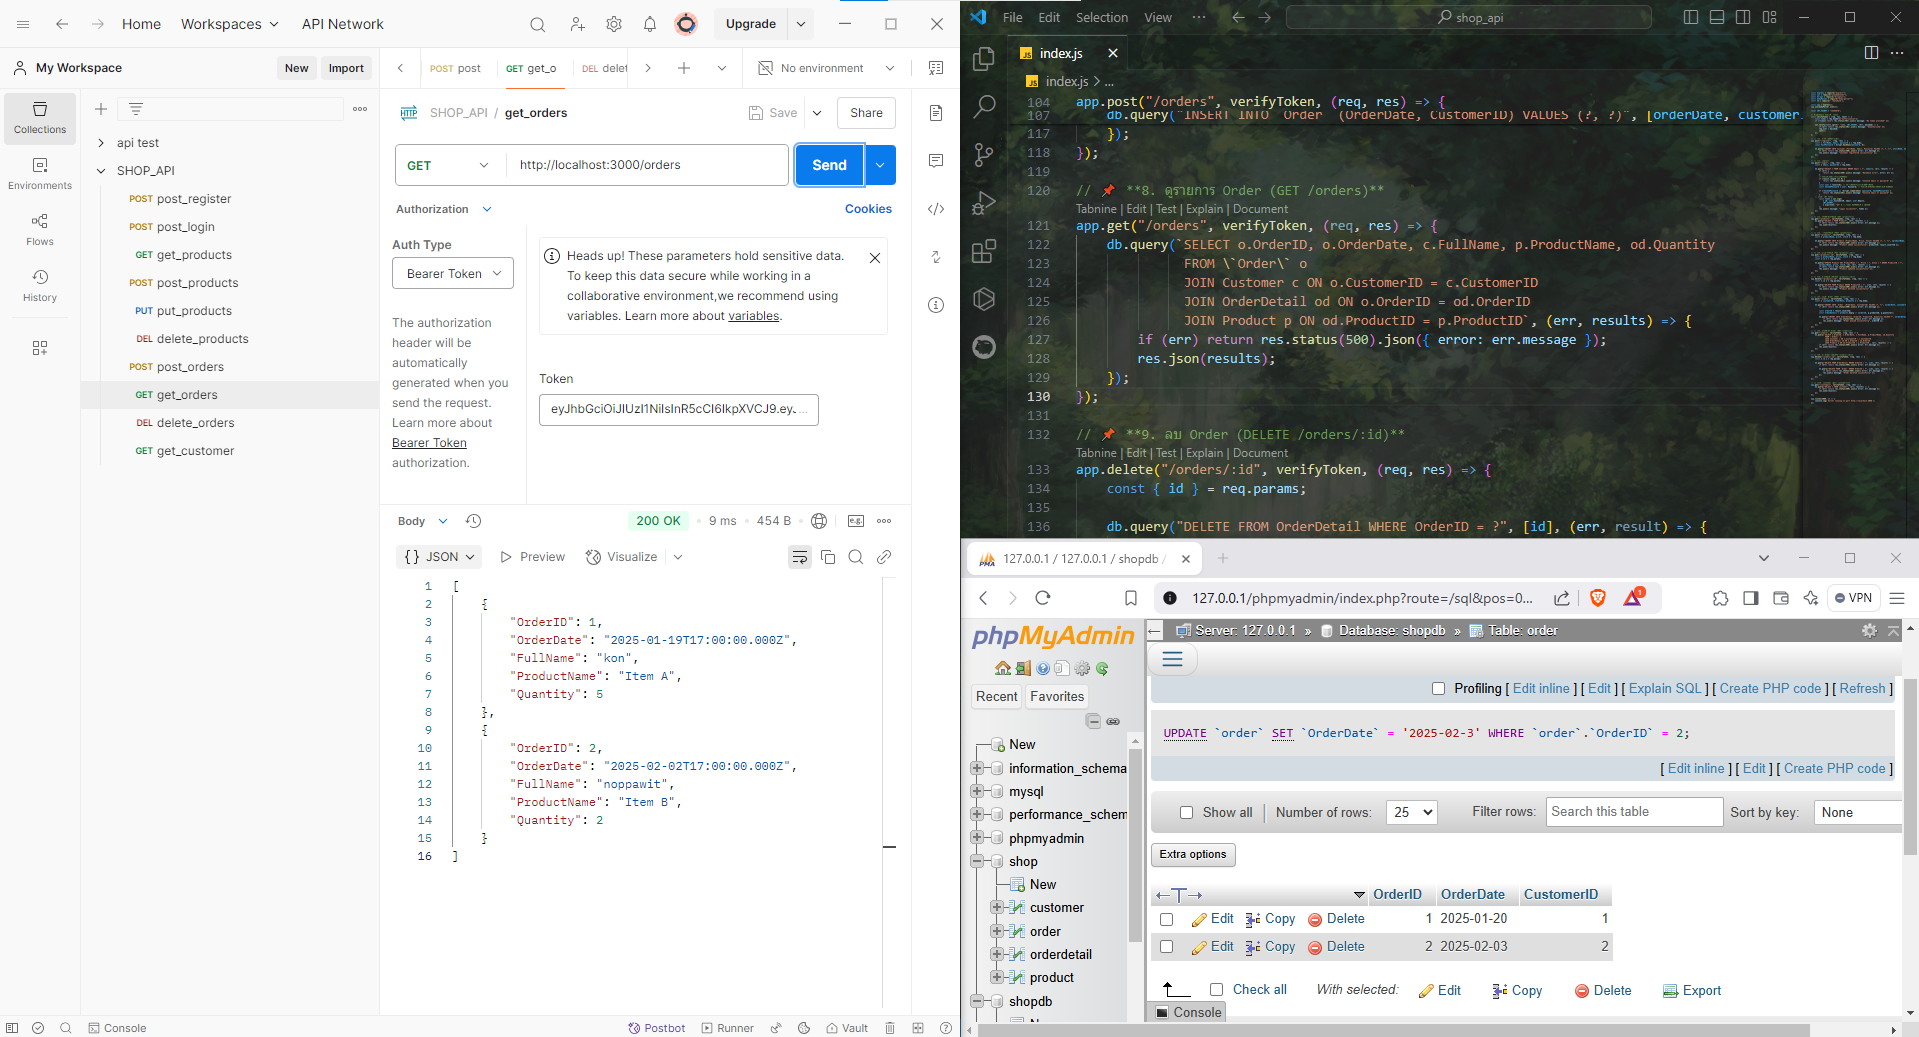 Home
Workspaces
API Network
Upgrade
My Workspace
New
Import
POST post
GET get_o
DEL delet
No environment
Collections
Environments
Flows
History
api test
SHOP_API
POST post_register
POST post_login
GET get_products
POST post_products
PUT put_products
DEL delete_products
POST post_orders
GET get_orders
DEL delete_orders
GET get_customer
HTTP
SHOP_API / get_orders
Save
Share
GET
http://localhost:3000/orders
Send
Authorization
Cookies
Auth Type
Bearer Token
The authorization
header will be
automatically
generated when you
send the request.
Learn more about
Bearer Token
authorization.
Heads up! These parameters hold sensitive data.
To keep this data secure while working in a
collaborative environment,we recommend using
variables. Learn more about variables.
Token
Body
200 OK
9 ms
454 B
e.g.
{} JSON
Preview
Visualize
1 [
2 {
3 "OrderID": 1,
4 "OrderDate": "2025-01-19T17:00:00.000Z",
5 "FullName": "kon",
6 "ProductName": "Item A",
7 "Quantity": 5
8 },
9 {
10 "OrderID": 2,
11 "OrderDate": "2025-02-02T17:00:00.000Z",
12 "FullName": "noppawit",
13 "ProductName": "Item B",
14 "Quantity": 2
15 }
16 ]
Console
Postbot
Runner
Vault
File Edit Selection View ...
shop_api
JS index.js
JS index.js > ...
104 app.post("/orders", verifyToken, (req, res) => {
107 db.query("INSERT INTO `Order` (OrderDate, CustomerID) VALUES (?, ?)", [orderDate, customer
117 });
118 });
119
120 // 📌 **8. ดูรายการ Order (GET /orders)**
Tabnine | Edit | Test | Explain | Document
121 app.get("/orders", verifyToken, (req, res) => {
122 db.query(`SELECT o.OrderID, o.OrderDate, c.FullName, p.ProductName, od.Quantity
123 FROM \`Order\` o
124 JOIN Customer c ON o.CustomerID = c.CustomerID
125 JOIN OrderDetail od ON o.OrderID = od.OrderID
126 JOIN Product p ON od.ProductID = p.ProductID`, (err, results) => {
127 if (err) return res.status(500).json({ error: err.message });
128 res.json(results);
129 });
130 });
131
132 // 📌 **9. ลบ Order (DELETE /orders/:id)**
Tabnine | Edit | Test | Explain | Document
133 app.delete("/orders/:id", verifyToken, (req, res) => {
134 const { id } = req.params;
135
136 db.query("DELETE FROM OrderDetail WHERE OrderID = ?", [id], (err, result) => {
PMA
127.0.0.1 / 127.0.0.1 / shopdb /
127.0.0.1/phpmyadmin/index.php?route=/sql&pos=0...
1
VPN
phpMyAdmin
Recent
Favorites
New
information_schema
mysql
performance_schem
phpmyadmin
shop
New
customer
order
orderdetail
product
shopdb
Server: 127.0.0.1 » Database: shopdb » Table: order
Profiling [ Edit inline ] [ Edit ] [ Explain SQL ] [ Create PHP code ] [ Refresh ]
UPDATE `order` SET `OrderDate` = '2025-02-3' WHERE `order`.`OrderID` = 2;
[ Edit inline ] [ Edit ] [ Create PHP code ]
Show all
Number of rows: 25
Filter rows: Search this table
Sort by key: None
Extra options
OrderID OrderDate CustomerID
Edit Copy Delete 1 2025-01-20 1
Edit Copy Delete 2 2025-02-03 2
Check all
With selected:
Edit Copy Delete Export
Console